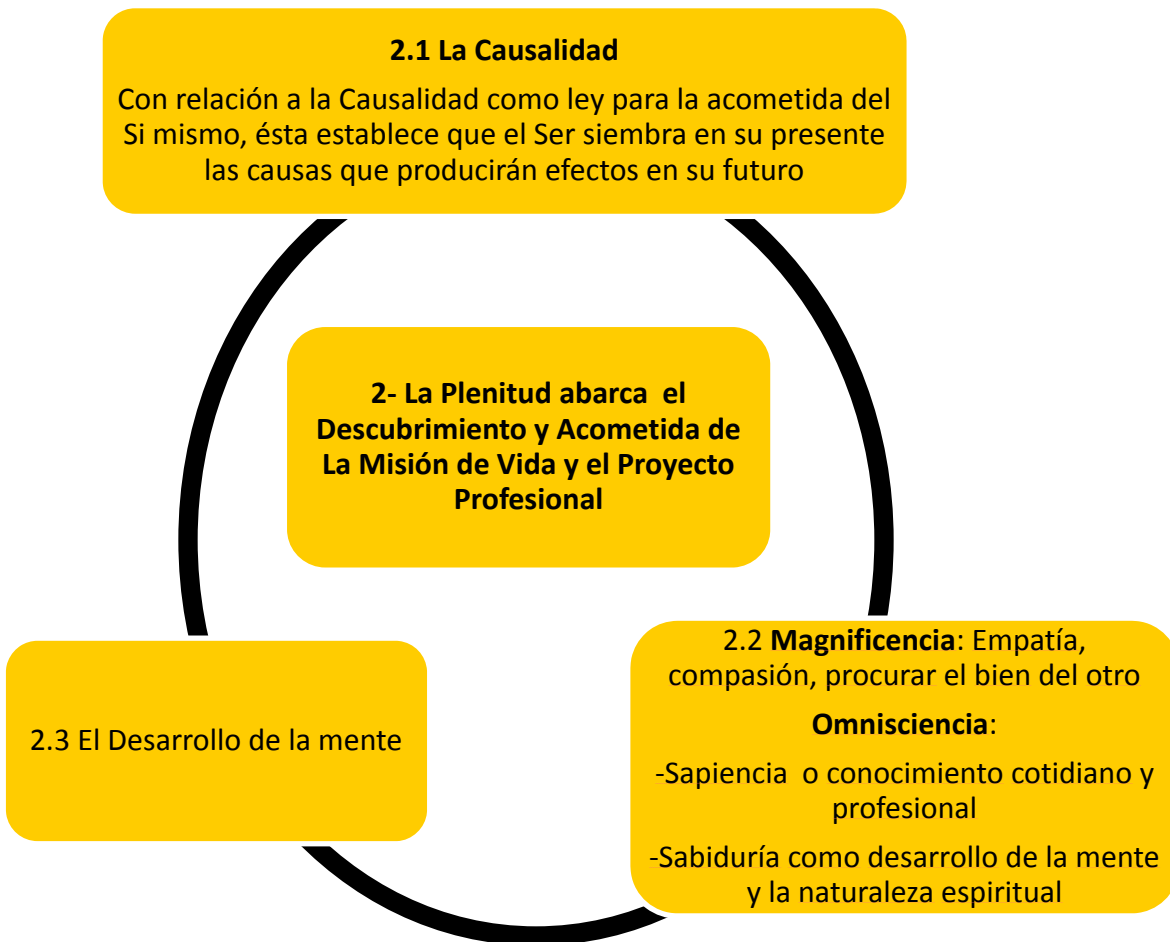 2.1 La Causalidad
Con relación a la Causalidad como ley para la acometida del
Si mismo, ésta establece que el Ser siembra en su presente
las causas que producirán efectos en su futuro
2- La Plenitud abarca  el
Descubrimiento y Acometida de
La Misión de Vida y el Proyecto
Profesional
2.2 Magnificencia: Empatía,
compasión, procurar el bien del otro
Omnisciencia:
-Sapiencia  o conocimiento cotidiano y
profesional
-Sabiduría como desarrollo de la mente
y la naturaleza espiritual
2.3 El Desarrollo de la mente